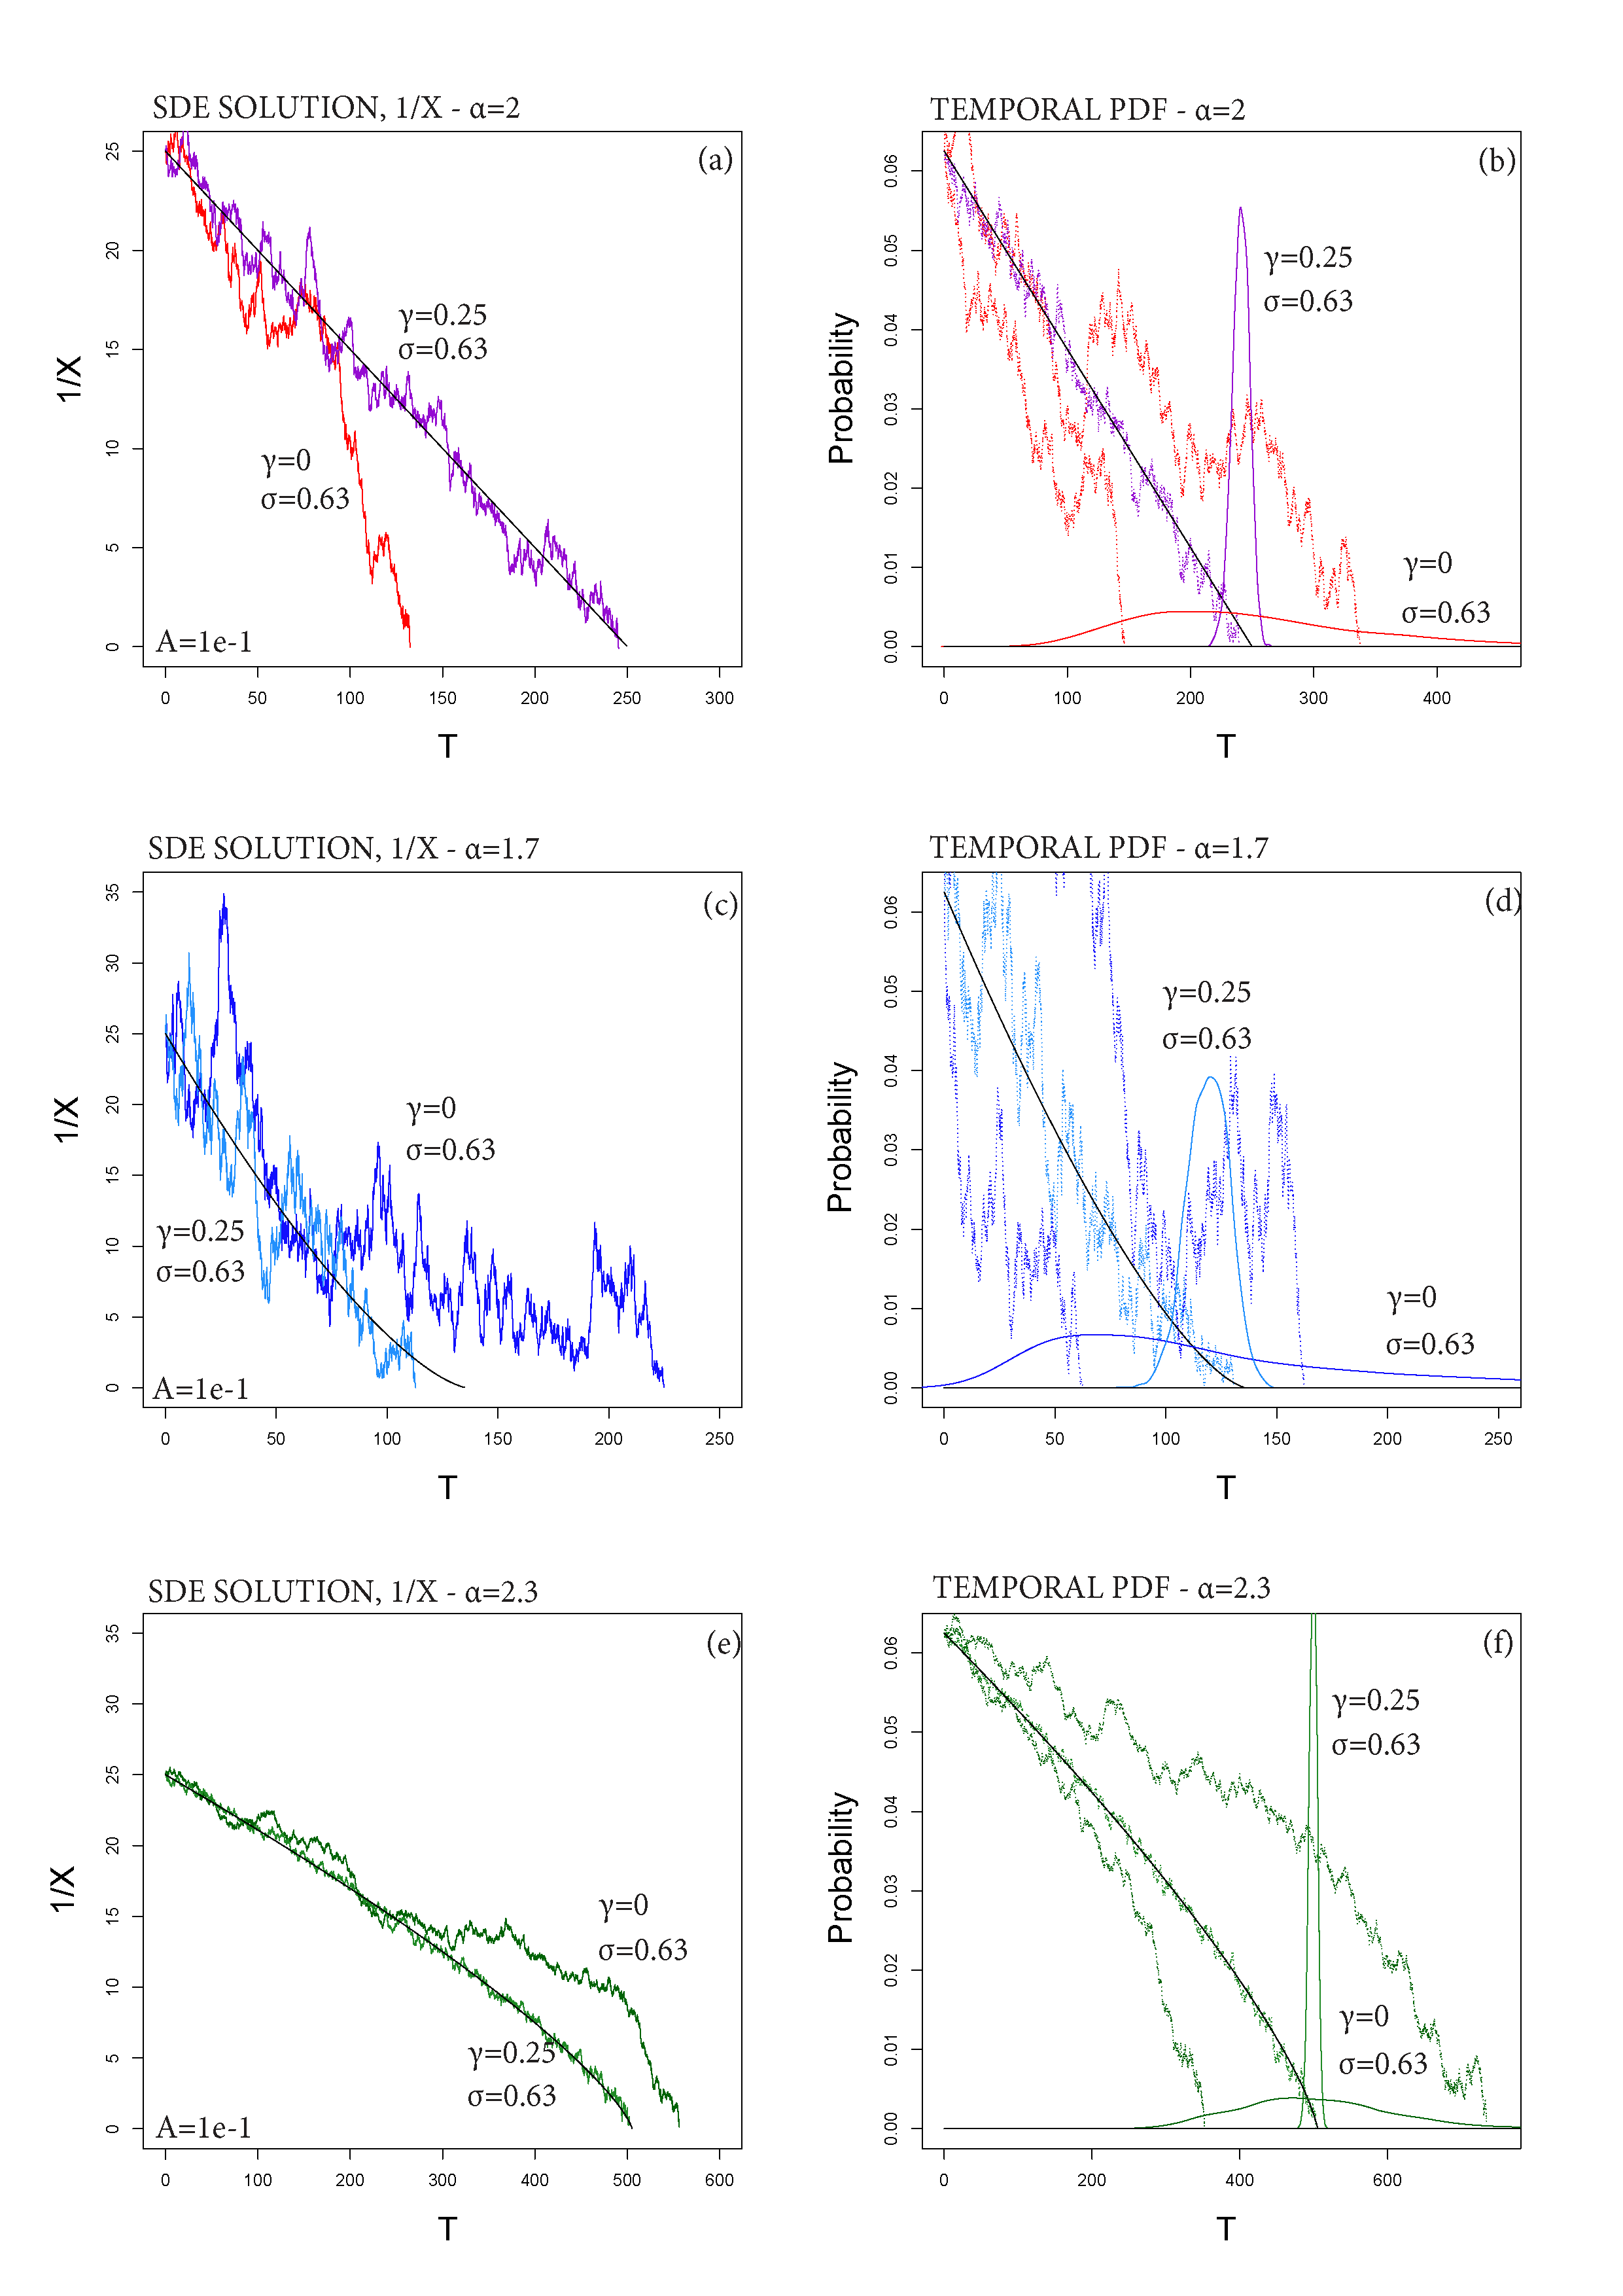 SDE SOLUTION, 1/X - α=2
(a)
1/X
25
20
15
10
5
0
γ=0.25
σ=0.63
γ=0
σ=0.63
A=1e-1
0 50 100 150 200 250 300
T
TEMPORAL PDF - α=2
(b)
Probability
0.06
0.05
0.04
0.03
0.02
0.01
0.00
γ=0.25
σ=0.63
γ=0
σ=0.63
0 100 200 300 400
T
SDE SOLUTION, 1/X - α=1.7
(c)
1/X
35
30
25
20
15
10
5
0
γ=0
σ=0.63
γ=0.25
σ=0.63
A=1e-1
0 50 100 150 200 250
T
TEMPORAL PDF - α=1.7
(d)
Probability
0.06
0.05
0.04
0.03
0.02
0.01
0.00
γ=0.25
σ=0.63
γ=0
σ=0.63
0 50 100 150 200 250
T
SDE SOLUTION, 1/X - α=2.3
(e)
1/X
35
30
25
20
15
10
5
0
γ=0
σ=0.63
γ=0.25
σ=0.63
A=1e-1
0 100 200 300 400 500 600
T
TEMPORAL PDF - α=2.3
(f)
Probability
0.06
0.05
0.04
0.03
0.02
0.01
0.00
γ=0.25
σ=0.63
γ=0
σ=0.63
0 200 400 600
T